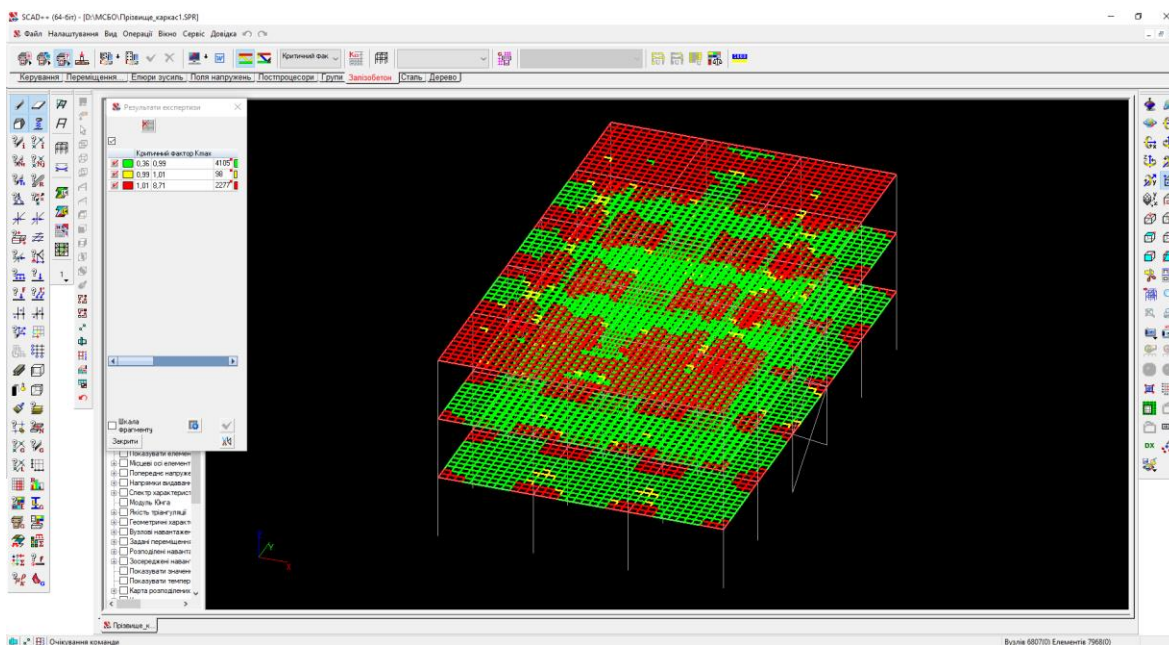 SCAD++ (64-біт) - [D:\МСБО\Прізвище_каркас1.SPR]
Файл Налаштування Вид Операції Вікно Сервіс Довідка
Критичний фак
Керування Переміщення... Епюри зусиль Поля напружень Постпроцесори Групи Залізобетон Сталь Дерево
Результати експертизи
Критичний фактор Kmax
0,36 0,99 4105
0,99 1,01 98
1,01 8,71 2277
Шкала
фрагменту
Закрити
Показувати елемен
Місцеві осі елемент
Попереднє напруже
Напрямки видаван
Спектр характерист
Модуль Юнга
Якість тріангуляції
Геометричні характ
Вузлові навантажен
Задані переміщення
Розподілені наванта
Зосереджені наван
Показувати значен
Показувати темпер
Карта розподілених
Прізвище_к...
Очікування команди
Вузлів 6807(0) Елементів 7968(0)